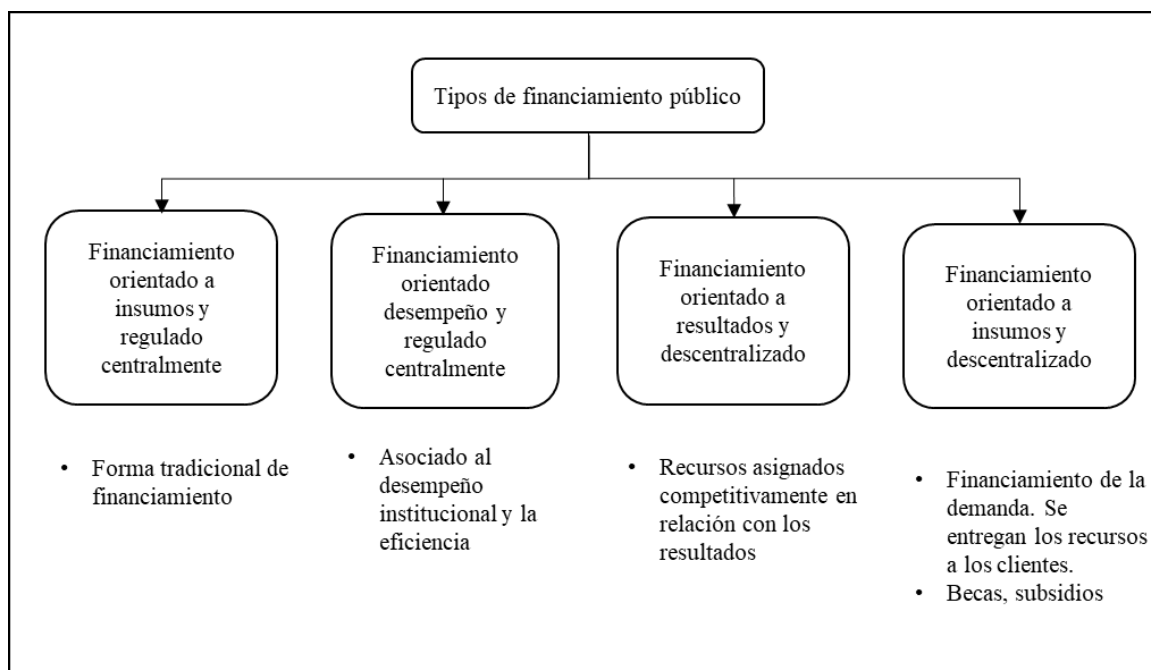 Tipos de financiamiento público
Financiamiento
orientado a
insumos y
regulado
centralmente
Financiamiento
orientado
desempeño y
regulado
centralmente
Financiamiento
orientado a
resultados y
descentralizado
Financiamiento
orientado a
insumos y
descentralizado
• Forma tradicional de
financiamiento
• Asociado al
desempeño
institucional y la
eficiencia
• Recursos asignados
competitivamente en
relación con los
resultados
• Financiamiento de la
demanda. Se
entregan los recursos
a los clientes.
• Becas, subsidios